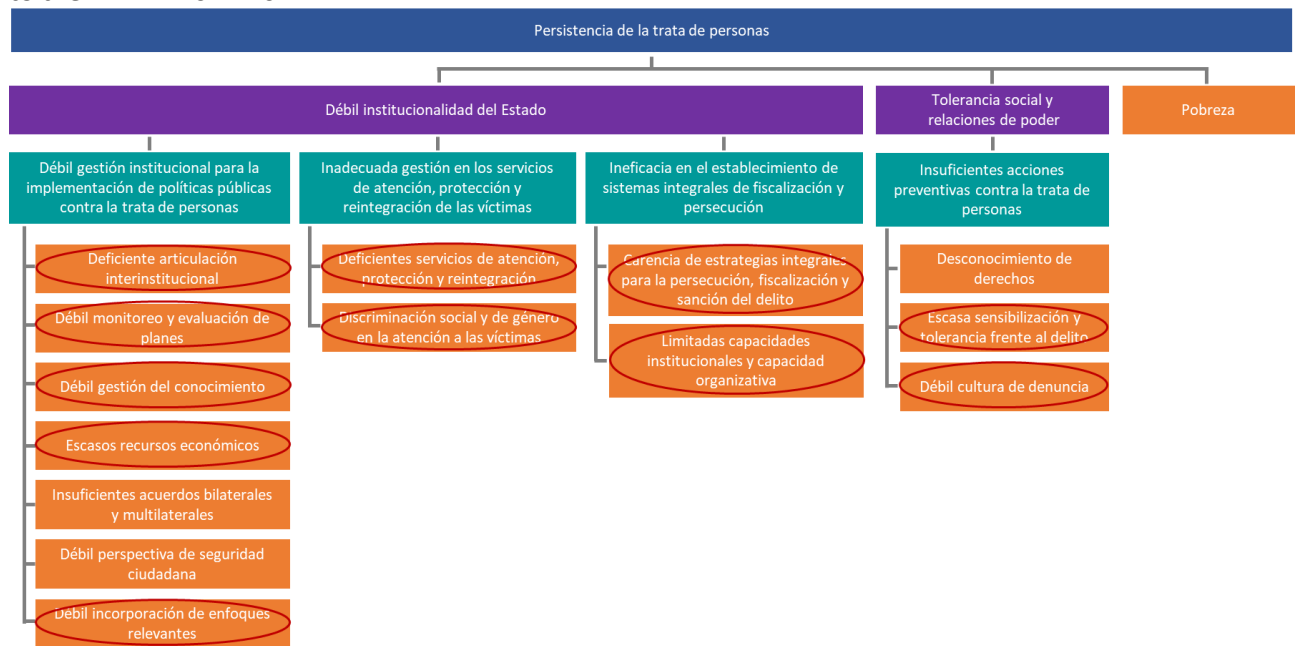 Persistencia de la trata de personas
Débil institucionalidad del Estado
Tolerancia social y
relaciones de poder
Pobreza
Débil gestión institucional para la
implementación de políticas públicas
contra la trata de personas
Deficiente articulación
interinstitucional
Débil monitoreo y evaluación de
planes
Débil gestión del conocimiento
Escasos recursos económicos
Insuficientes acuerdos bilaterales
y multilaterales
Débil perspectiva de seguridad
ciudadana
Débil incorporación de enfoques
relevantes
Inadecuada gestión en los servicios
de atención, protección y
reintegración de las víctimas
Deficientes servicios de atención,
protección y reintegración
Discriminación social y de género
en la atención a las víctimas
Ineficacia en el establecimiento de
sistemas integrales de fiscalización y
persecución
Carencia de estrategias integrales
para la persecución, fiscalización y
sanción del delito
Limitadas capacidades
institucionales y capacidad
organizativa
Insuficientes acciones
preventivas contra la trata de
personas
Desconocimiento de
derechos
Escasa sensibilización y
tolerancia frente al delito
Débil cultura de denuncia